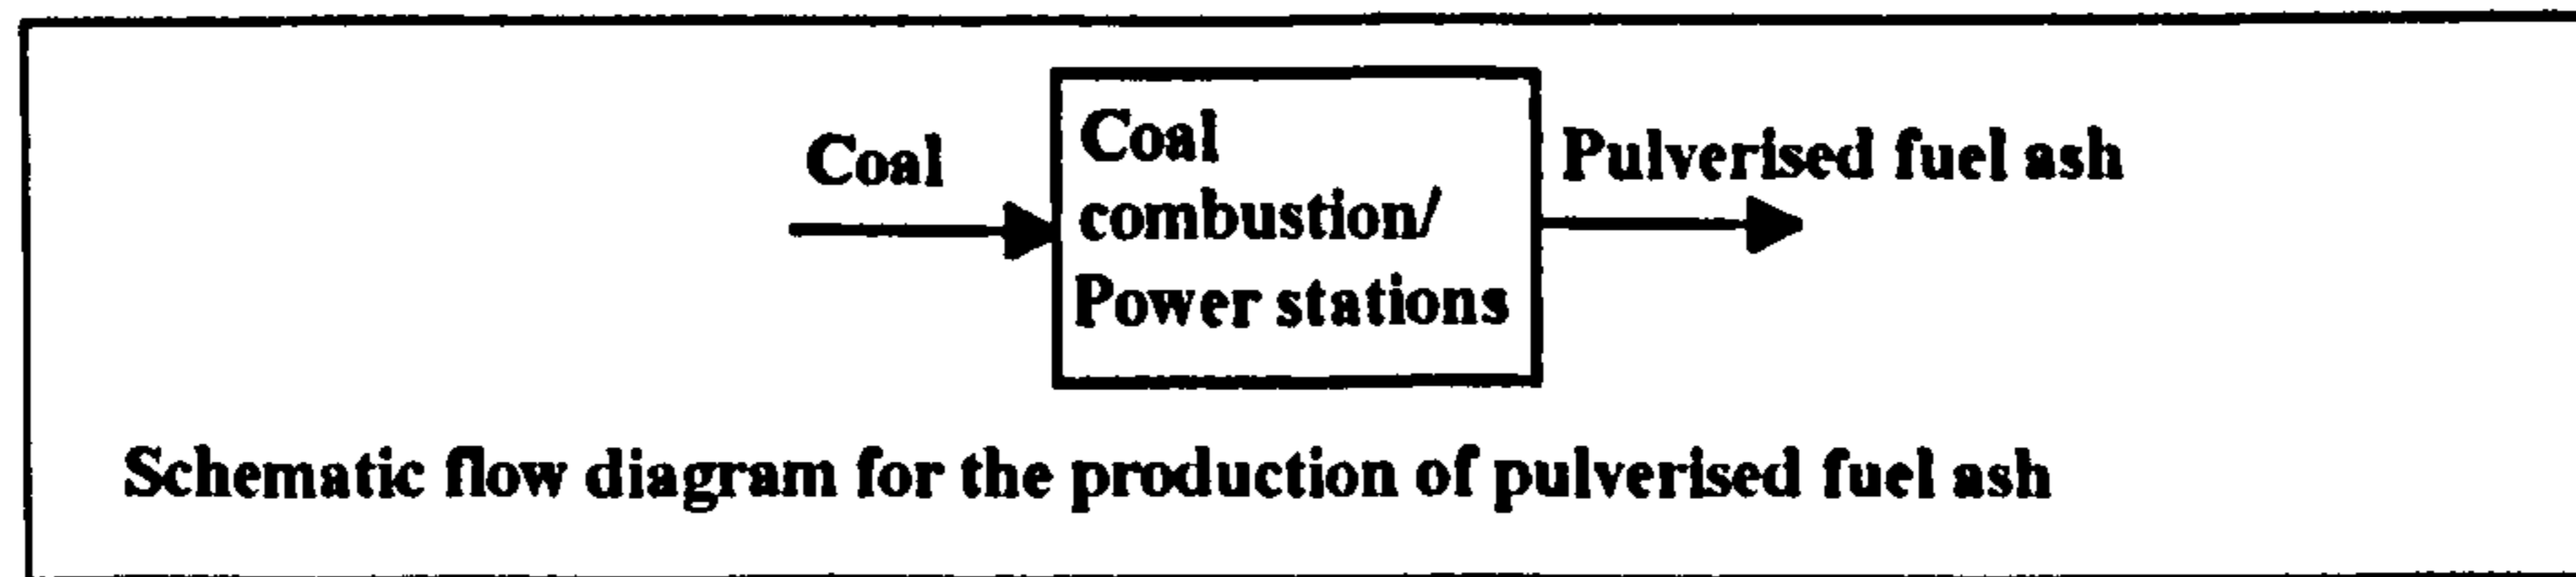 Coal
Coal
combustion/
Power stations
Pulverised fuel ash
Schematic flow diagram for the production of pulverised fuel ash